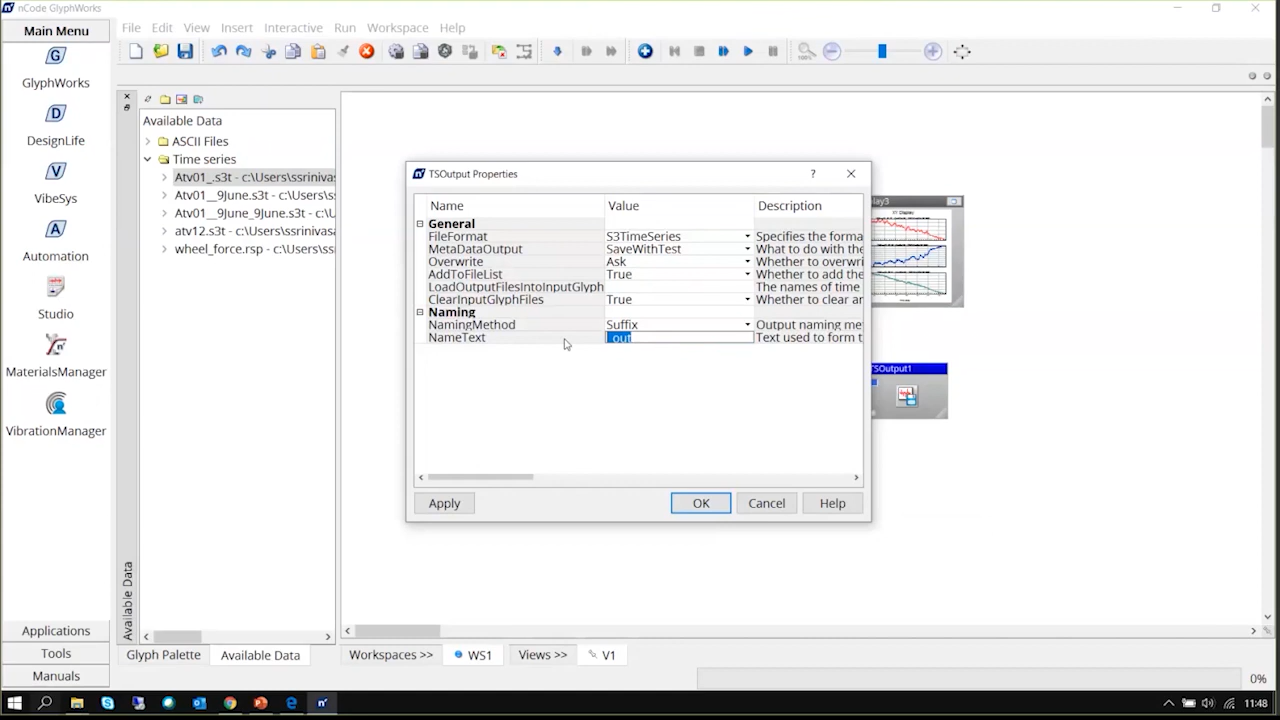 nCode GlyphWorks
Main Menu
File Edit View Insert Interactive Run Workspace Help
GlyphWorks
DesignLife
VibeSys
Automation
Studio
MaterialsManager
VibrationManager
Applications
Tools
Manuals
Available Data
ASCII Files
Time series
Atv01_.s3t - c:\Users\ssriniva
Atv01__9June.s3t - c:\Users\s
Atv01__9June_9June.s3t - c:\U
atv12.s3t - c:\Users\ssriniva
wheel_force.rsp - c:\Users\ss
Available Data
Glyph Palette Available Data
TSOutput Properties
Name Value Description
General
FileFormat S3TimeSeries Specifies the forma
MetaDataOutput SaveWithTest What to do with the
Overwrite Ask Whether to overwri
AddToFileList True Whether to add the
LoadOutputFilesIntoInputGlyph The names of time
ClearInputGlyphFiles True Whether to clear ar
Naming
NamingMethod Suffix Output naming me
NameText _out Text used to form t
Apply OK Cancel Help
play3
XY Display
TSOutput1
Workspaces >> WS1 Views >> V1
0%
11:48